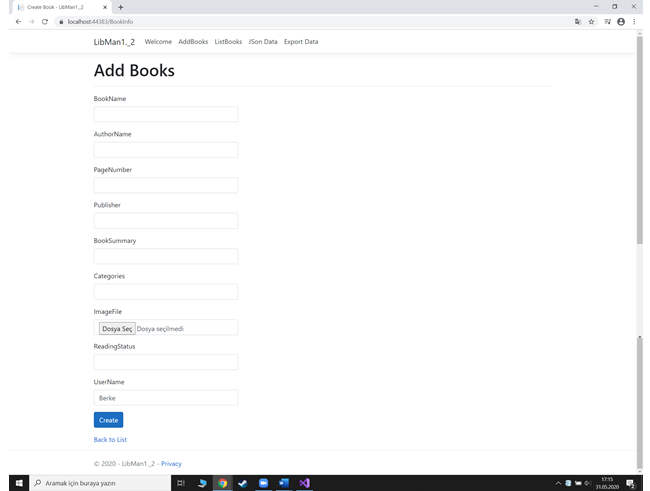 Create Book - LibMan1._2
localhost:44383/BookInfo
LibMan1._2 Welcome AddBooks ListBooks JSon Data Export Data
Add Books
BookName
AuthorName
PageNumber
Publisher
BookSummary
Categories
ImageFile
Dosya Seç Dosya seçilmedi
ReadingStatus
UserName
Berke
Create
Back to List
© 2020 - LibMan1._2 - Privacy
Aramak için buraya yazın
17:15
31.05.2020